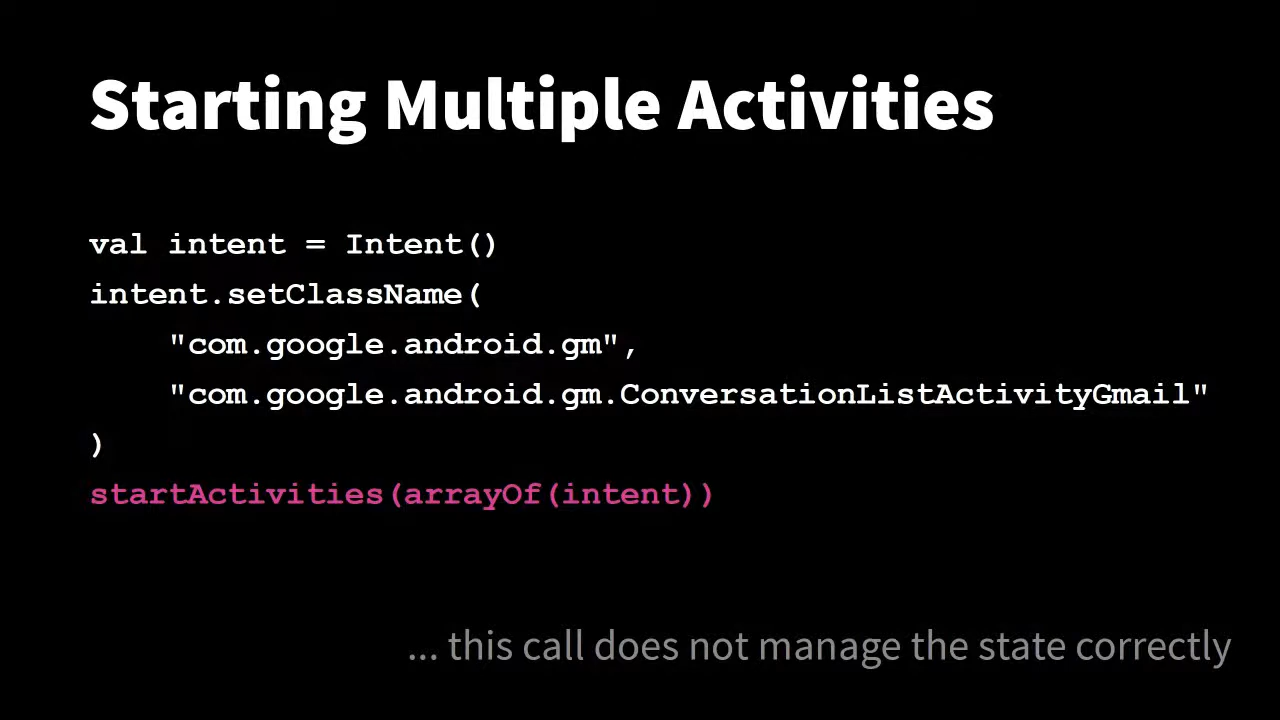 Starting Multiple Activities
val intent = Intent()
intent.setClassName(
    "com.google.android.gm",
    "com.google.android.gm.ConversationListActivityGmail"
)
startActivities(arrayOf(intent))
... this call does not manage the state correctly